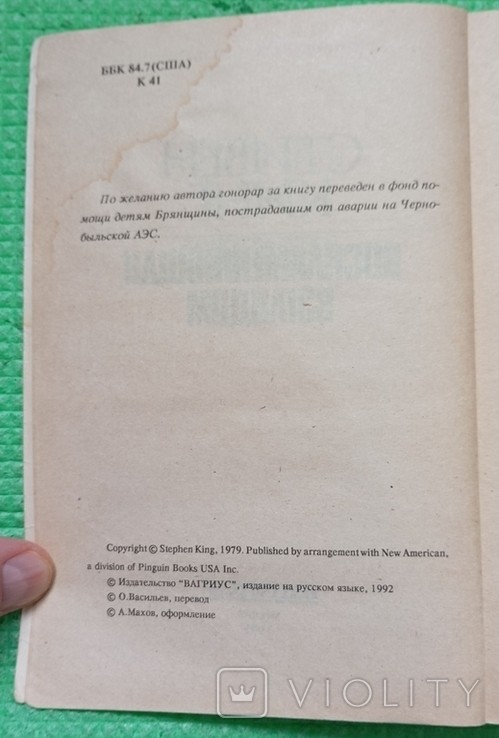 ББК 84.7(США)
К 41
По желанию автора гонорар за книгу переведен в фонд по-
мощи детям Брянщины, пострадавшим от аварии на Черно-
быльской АЭС.
Copyright © Stephen King, 1979. Published by arrangement with New American,
a division of Pinguin Books USA Inc.
© Издательство "ВАГРИУС", издание на русском языке, 1992
© О.Васильев, перевод
© А.Махов, оформление
VIOLITY